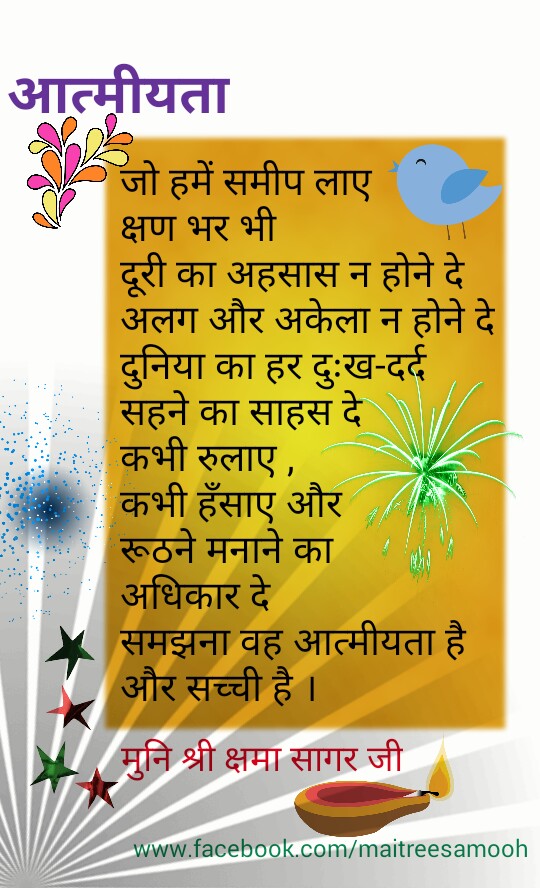 आत्मीयता
जो हमें समीप लाए
क्षण भर भी
दूरी का अहसास न होने दे
अलग और अकेला न होने दे
दुनिया का हर दुःख-दर्द
सहने का साहस दे
कभी रुलाए ,
कभी हँसाए और
रूठने मनाने का
अधिकार दे
समझना वह आत्मीयता है
और सच्ची है ।
मुनि श्री क्षमा सागर जी
www.facebook.com/maitreesamooh